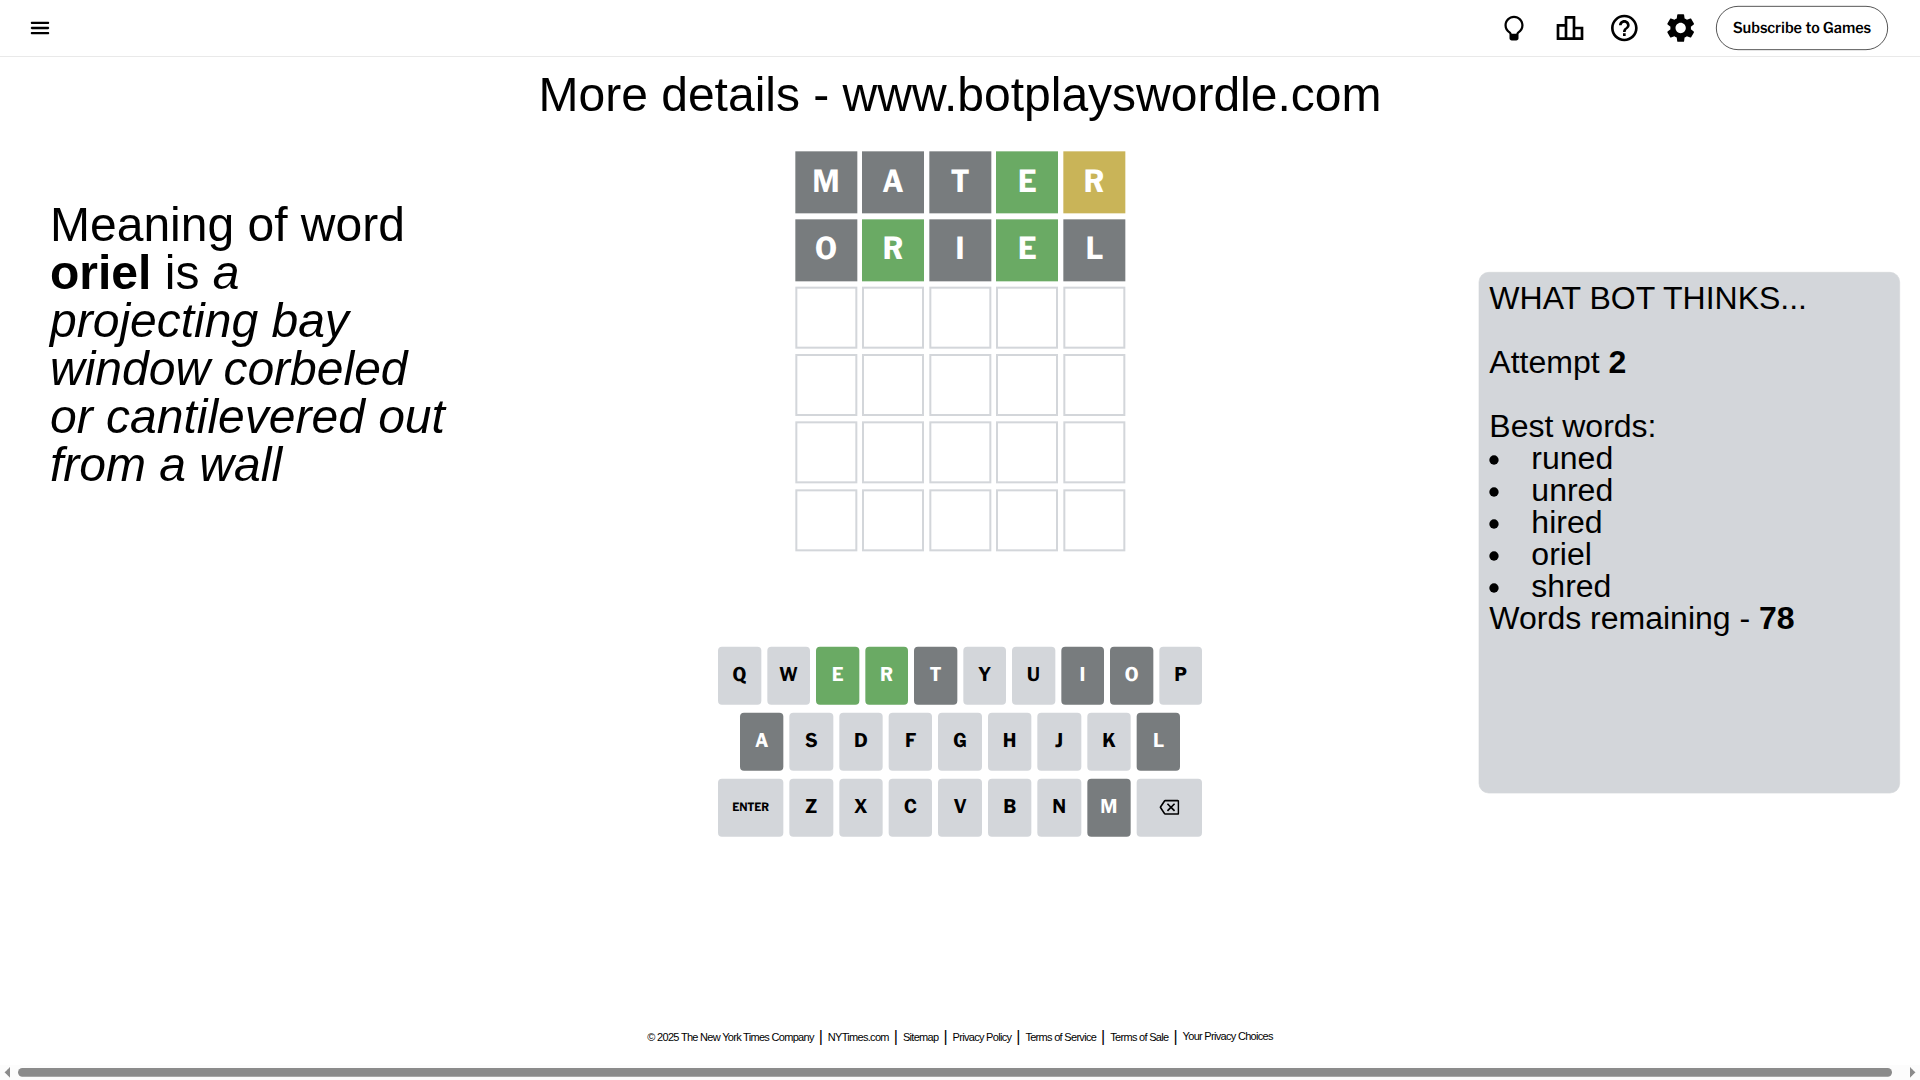 Subscribe to Games
More details - www.botplayswordle.com
Meaning of word
oriel is a
projecting bay
window corbeled
or cantilevered out
from a wall
M A T E R
O R I E L
WHAT BOT THINKS...
Attempt 2
Best words:
• runed
• unred
• hired
• oriel
• shred
Words remaining - 78
Q W E R T Y U I O P
A S D F G H J K L
ENTER Z X C V B N M
© 2025 The New York Times Company | NYTimes.com | Sitemap | Privacy Policy | Terms of Service | Terms of Sale | Your Privacy Choices